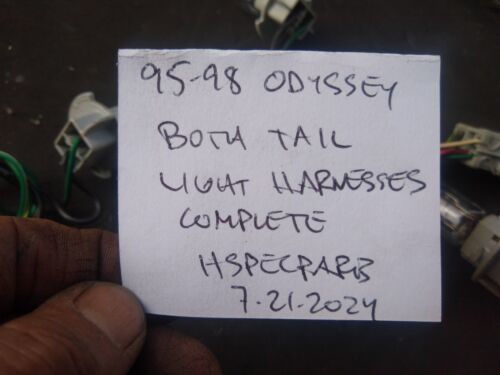 95-98 ODYSSEY
BOTH TAIL
LIGHT HARNESSES
COMPLETE
HSPECPARB
7-21-2024